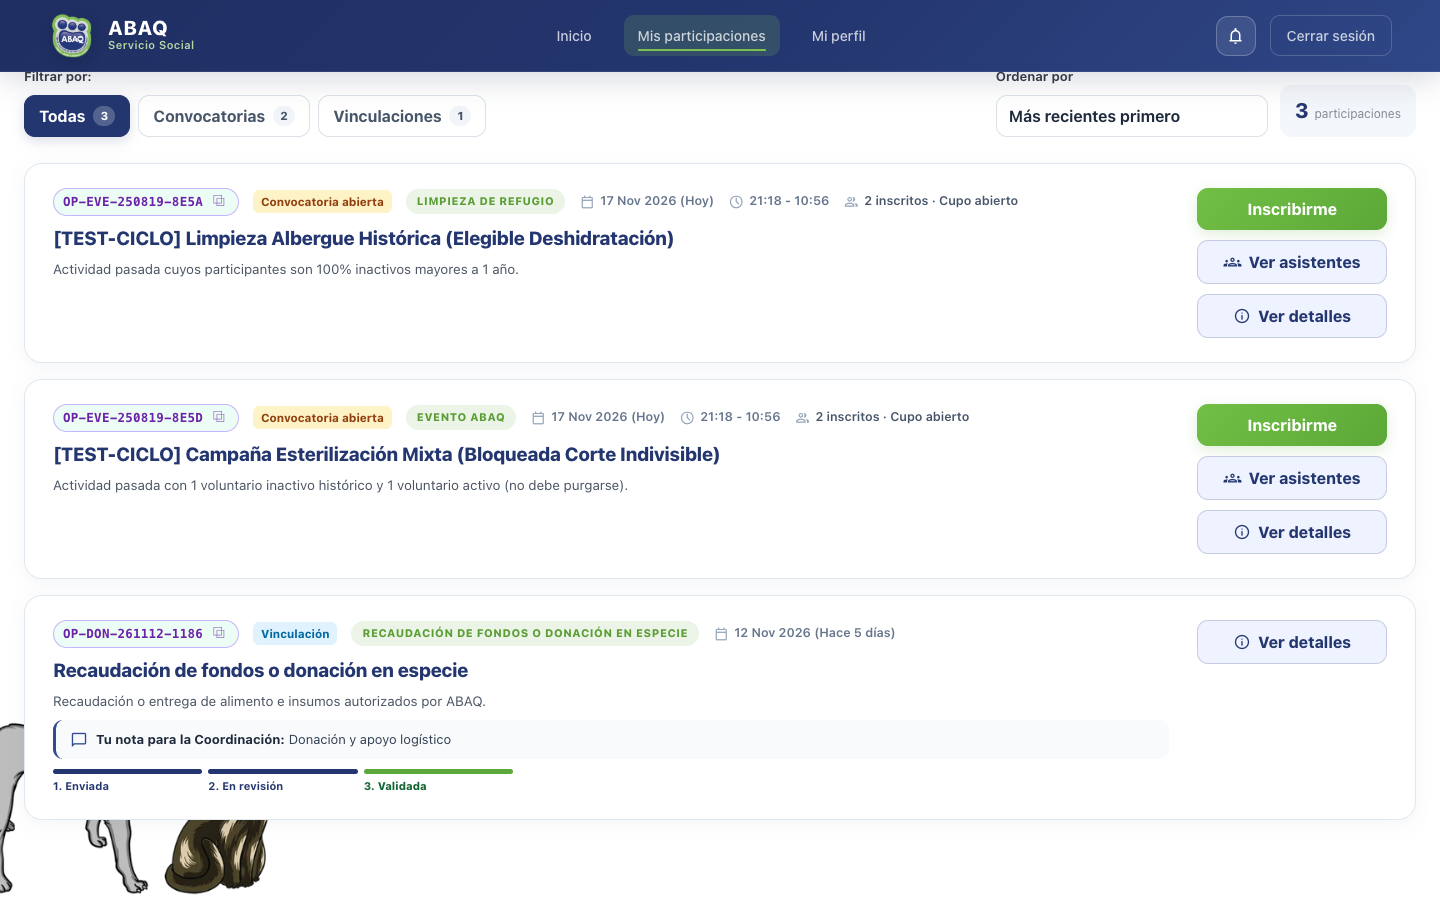 ABAQ
Servicio Social
ABAQ
Inicio
Mis participaciones
Mi perfil
Cerrar sesión
Filtrar por:
Todas 3
Convocatorias 2
Vinculaciones 1
Ordenar por
Más recientes primero
3 participaciones
OP-EVE-250819-8E5A Convocatoria abierta LIMPIEZA DE REFUGIO 17 Nov 2026 (Hoy) 21:18 - 10:56 2 inscritos · Cupo abierto
[TEST-CICLO] Limpieza Albergue Histórica (Elegible Deshidratación)
Actividad pasada cuyos participantes son 100% inactivos mayores a 1 año.
Inscribirme
Ver asistentes
Ver detalles
OP-EVE-250819-8E5D Convocatoria abierta EVENTO ABAQ 17 Nov 2026 (Hoy) 21:18 - 10:56 2 inscritos · Cupo abierto
[TEST-CICLO] Campaña Esterilización Mixta (Bloqueada Corte Indivisible)
Actividad pasada con 1 voluntario inactivo histórico y 1 voluntario activo (no debe purgarse).
Inscribirme
Ver asistentes
Ver detalles
OP-DON-261112-1186 Vinculación RECAUDACIÓN DE FONDOS O DONACIÓN EN ESPECIE 12 Nov 2026 (Hace 5 días)
Recaudación de fondos o donación en especie
Recaudación o entrega de alimento e insumos autorizados por ABAQ.
Tu nota para la Coordinación: Donación y apoyo logístico
1. Enviada
2. En revisión
3. Validada
Ver detalles